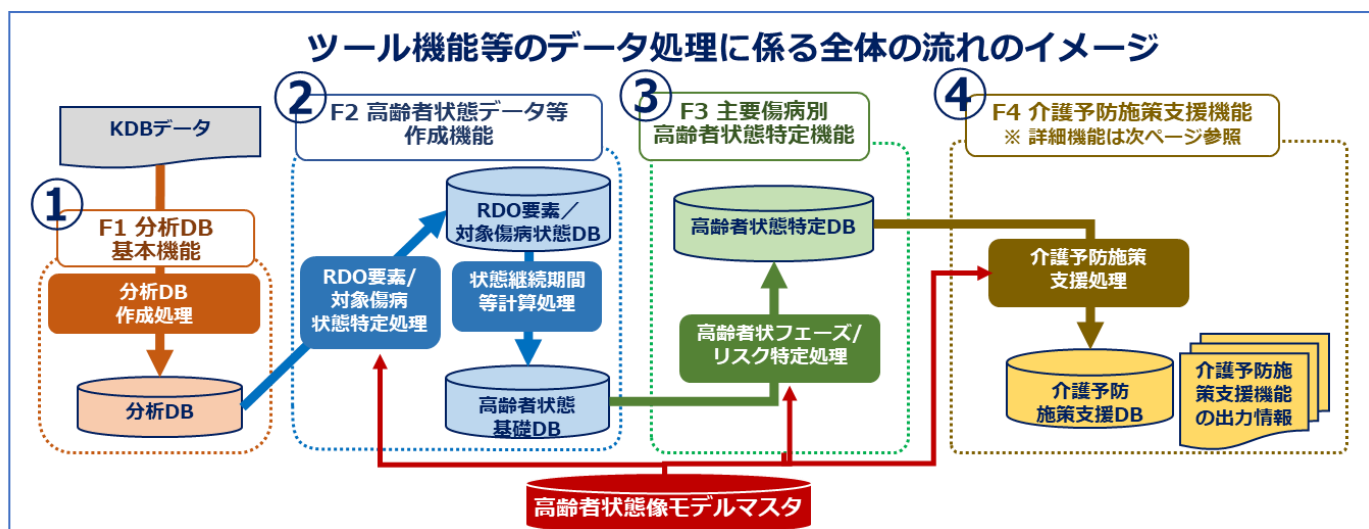 ツール機能等のデータ処理に係る全体の流れのイメージ
KDBデータ
①
F1 分析DB
基本機能
分析DB
作成処理
分析DB
②
F2 高齢者状態データ等
作成機能
RDO要素/
対象傷病
状態特定処理
RDO要素／
対象傷病状態DB
状態継続期間
等計算処理
高齢者状態
基礎DB
③
F3 主要傷病別
高齢者状態特定機能
高齢者状態特定DB
高齢者状フェーズ/
リスク特定処理
④
F4 介護予防施策支援機能
※ 詳細機能は次ページ参照
介護予防施策
支援処理
介護予防
施策支援DB
介護予防施
策支援機能
の出力情報
高齢者状態像モデルマスタ